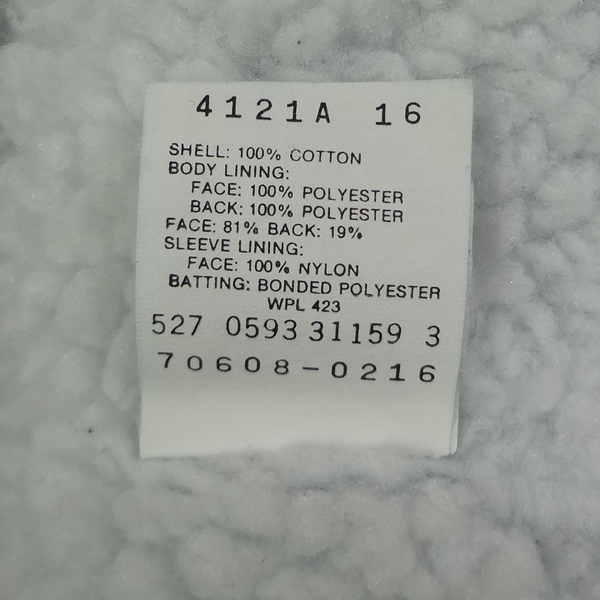 4121A 16
SHELL: 100% COTTON
BODY LINING:
FACE: 100% POLYESTER
BACK: 100% POLYESTER
FACE: 81% BACK: 19%
SLEEVE LINING:
FACE: 100% NYLON
BATTING: BONDED POLYESTER
WPL 423
527 0593 31159 3
70608-0216